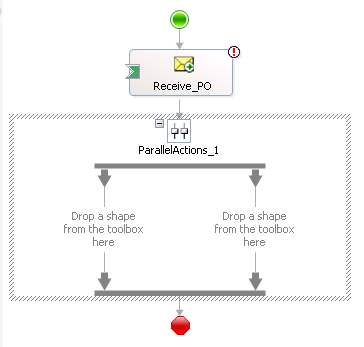 Receive_PO
ParallelActions_1
Drop a shape
from the toolbox
here
Drop a shape
from the toolbox
here